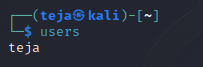 ┌──(teja㉿kali)-[~]
└─$ users
teja